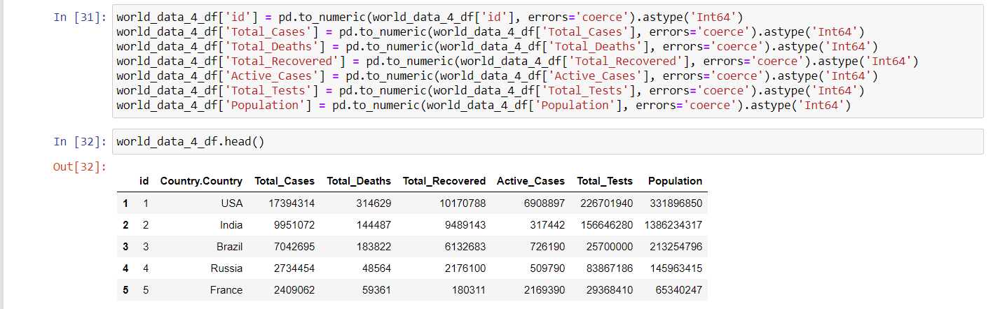 In [31]: world_data_4_df['id'] = pd.to_numeric(world_data_4_df['id'], errors='coerce').astype('Int64')
world_data_4_df['Total_Cases'] = pd.to_numeric(world_data_4_df['Total_Cases'], errors='coerce').astype('Int64')
world_data_4_df['Total_Deaths'] = pd.to_numeric(world_data_4_df['Total_Deaths'], errors='coerce').astype('Int64')
world_data_4_df['Total_Recovered'] = pd.to_numeric(world_data_4_df['Total_Recovered'], errors='coerce').astype('Int64')
world_data_4_df['Active_Cases'] = pd.to_numeric(world_data_4_df['Active_Cases'], errors='coerce').astype('Int64')
world_data_4_df['Total_Tests'] = pd.to_numeric(world_data_4_df['Total_Tests'], errors='coerce').astype('Int64')
world_data_4_df['Population'] = pd.to_numeric(world_data_4_df['Population'], errors='coerce').astype('Int64')
In [32]: world_data_4_df.head()
Out[32]:
id Country.Country Total_Cases Total_Deaths Total_Recovered Active_Cases Total_Tests Population
1 1 USA 17394314 314629 10170788 6908897 226701940 331896850
2 2 India 9951072 144487 9489143 317442 156646280 1386234317
3 3 Brazil 7042695 183822 6132683 726190 25700000 213254796
4 4 Russia 2734454 48564 2176100 509790 83867186 145963415
5 5 France 2409062 59361 180311 2169390 29368410 65340247